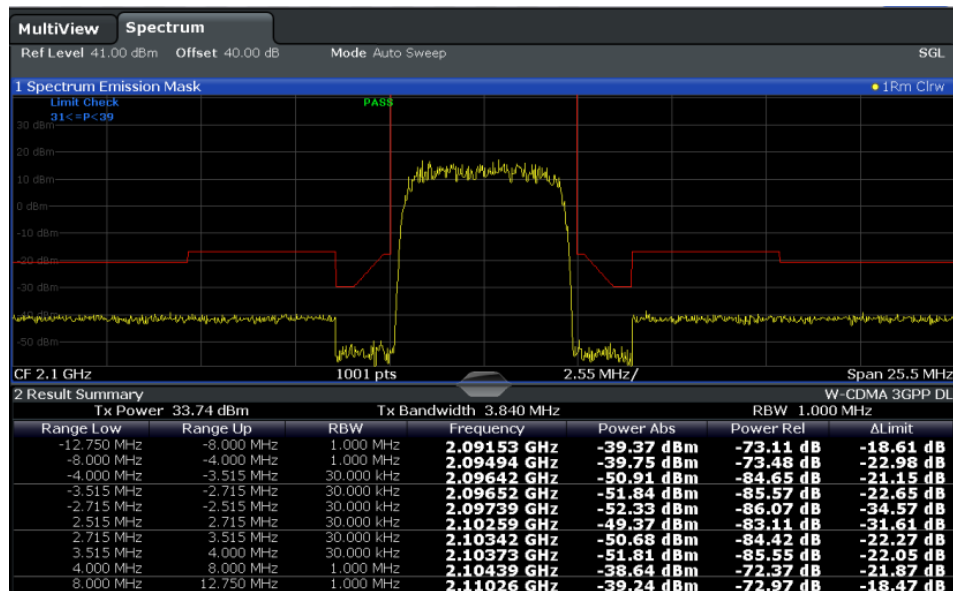 MultiView Spectrum
Ref Level 41.00 dBm Offset 40.00 dB Mode Auto Sweep SGL
1 Spectrum Emission Mask 1Rm Clrw
Limit Check PASS
31<=P<39
30 dBm
20 dBm
10 dBm
0 dBm
-10 dBm
-20 dBm
-30 dBm
-40 dBm
-50 dBm
CF 2.1 GHz 1001 pts 2.55 MHz/ Span 25.5 MHz
2 Result Summary W-CDMA 3GPP DL
Tx Power 33.74 dBm Tx Bandwidth 3.840 MHz RBW 1.000 MHz
Range Low Range Up RBW Frequency Power Abs Power Rel ΔLimit
-12.750 MHz -8.000 MHz 1.000 MHz 2.09153 GHz -39.37 dBm -73.11 dB -18.61 dB
-8.000 MHz -4.000 MHz 1.000 MHz 2.09494 GHz -39.75 dBm -73.48 dB -22.98 dB
-4.000 MHz -3.515 MHz 30.000 kHz 2.09642 GHz -50.91 dBm -84.65 dB -21.15 dB
-3.515 MHz -2.715 MHz 30.000 kHz 2.09652 GHz -51.84 dBm -85.57 dB -22.65 dB
-2.715 MHz -2.515 MHz 30.000 kHz 2.09739 GHz -52.33 dBm -86.07 dB -34.57 dB
2.515 MHz 2.715 MHz 30.000 kHz 2.10259 GHz -49.37 dBm -83.11 dB -31.61 dB
2.715 MHz 3.515 MHz 30.000 kHz 2.10342 GHz -50.68 dBm -84.42 dB -22.27 dB
3.515 MHz 4.000 MHz 30.000 kHz 2.10373 GHz -51.81 dBm -85.55 dB -22.05 dB
4.000 MHz 8.000 MHz 1.000 MHz 2.10439 GHz -38.64 dBm -72.37 dB -21.87 dB
8.000 MHz 12.750 MHz 1.000 MHz 2.11026 GHz -39.24 dBm -72.97 dB -18.47 dB